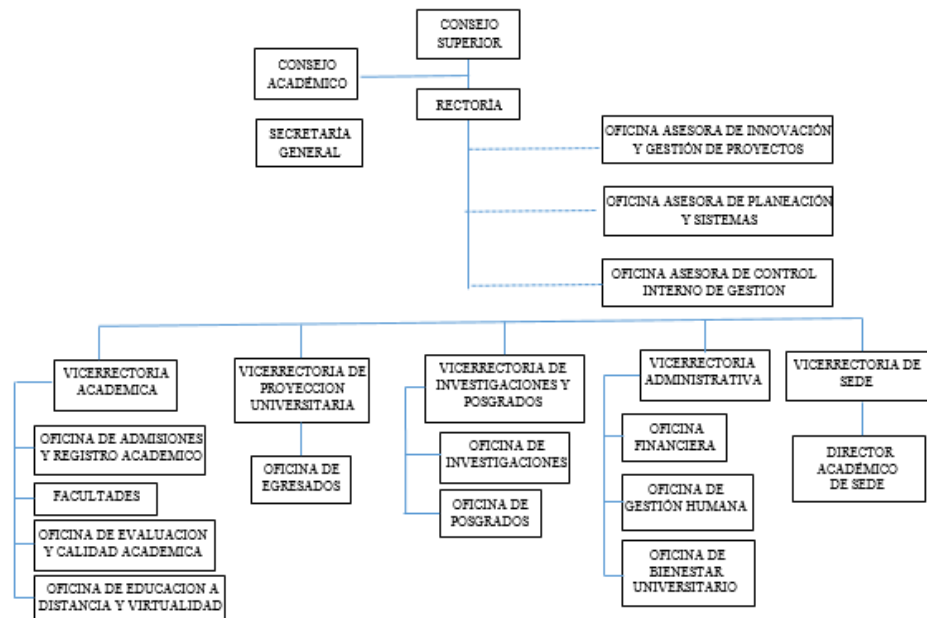 CONSEJO
SUPERIOR
CONSEJO
ACADÉMICO
RECTORÍA
SECRETARÍA
GENERAL
OFICINA ASESORA DE INNOVACIÓN
Y GESTIÓN DE PROYECTOS
OFICINA ASESORA DE PLANEACIÓN
Y SISTEMAS
OFICINA ASESORA DE CONTROL
INTERNO DE GESTION
VICERRECTORIA
ACADEMICA
OFICINA DE ADMISIONES
Y REGISTRO ACADEMICO
FACULTADES
OFICINA DE EVALUACION
Y CALIDAD ACADEMICA
OFICINA DE EDUCACION A
DISTANCIA Y VIRTUALIDAD
VICERRECTORIA DE
PROYECCION
UNIVERSITARIA
OFICINA DE
EGRESADOS
VICERRECTORIA DE
INVESTIGACIONES Y
POSGRADOS
OFICINA DE
INVESTIGACIONES
OFICINA DE
POSGRADOS
VICERRECTORIA
ADMINISTRATIVA
OFICINA
FINANCIERA
OFICINA DE
GESTIÓN HUMANA
OFICINA DE
BIENESTAR
UNIVERSITARIO
VICERRECTORIA DE
SEDE
DIRECTOR
ACADÉMICO
DE SEDE